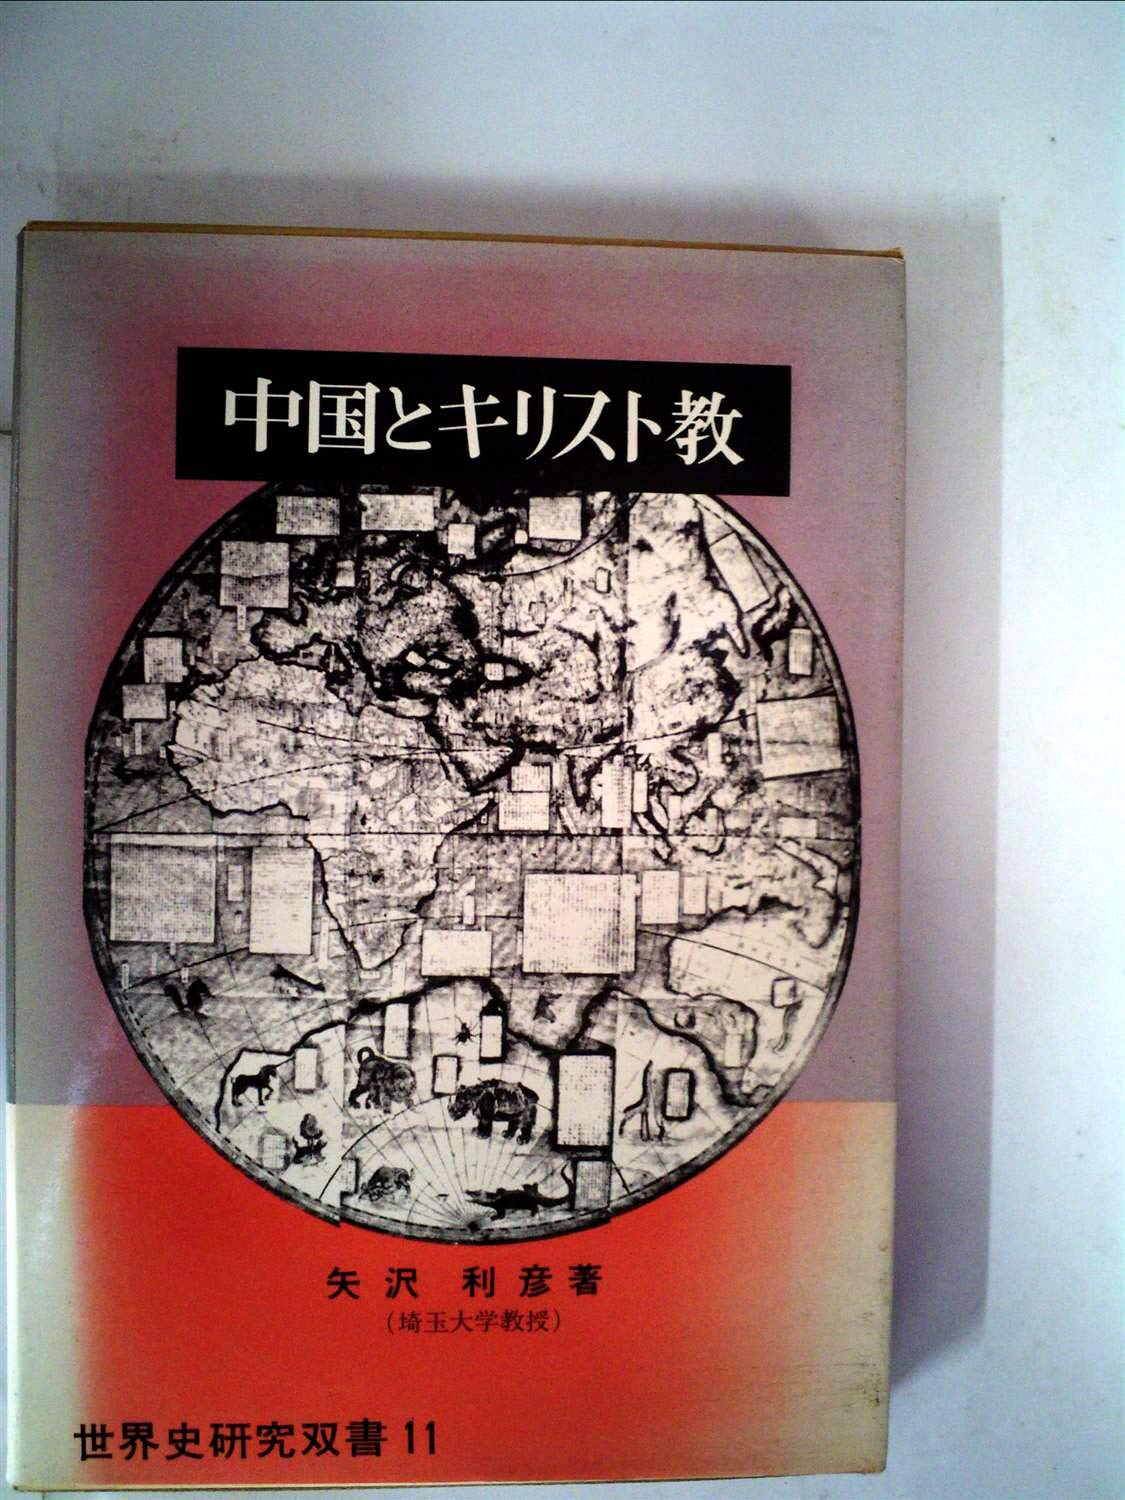 中国とキリスト教
矢沢 利彦著
(埼玉大学教授)
世界史研究双書 11